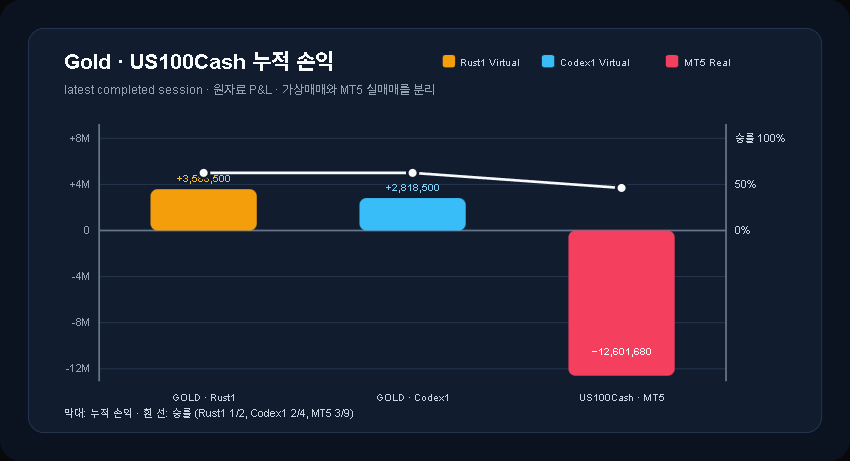 Gold · US100Cash 누적 손익
Rust1 Virtual
Codex1 Virtual
MT5 Real
latest completed session · 원자료 P&L · 가상매매와 MT5 실매매를 분리
+8M
+4M
0
-4M
-8M
-12M
승률 100%
50%
0%
+2,818,500
−12,601,680
GOLD · Rust1
GOLD · Codex1
US100Cash · MT5
막대: 누적 손익 · 흰 선: 승률 (Rust1 1/2, Codex1 2/4, MT5 3/9)